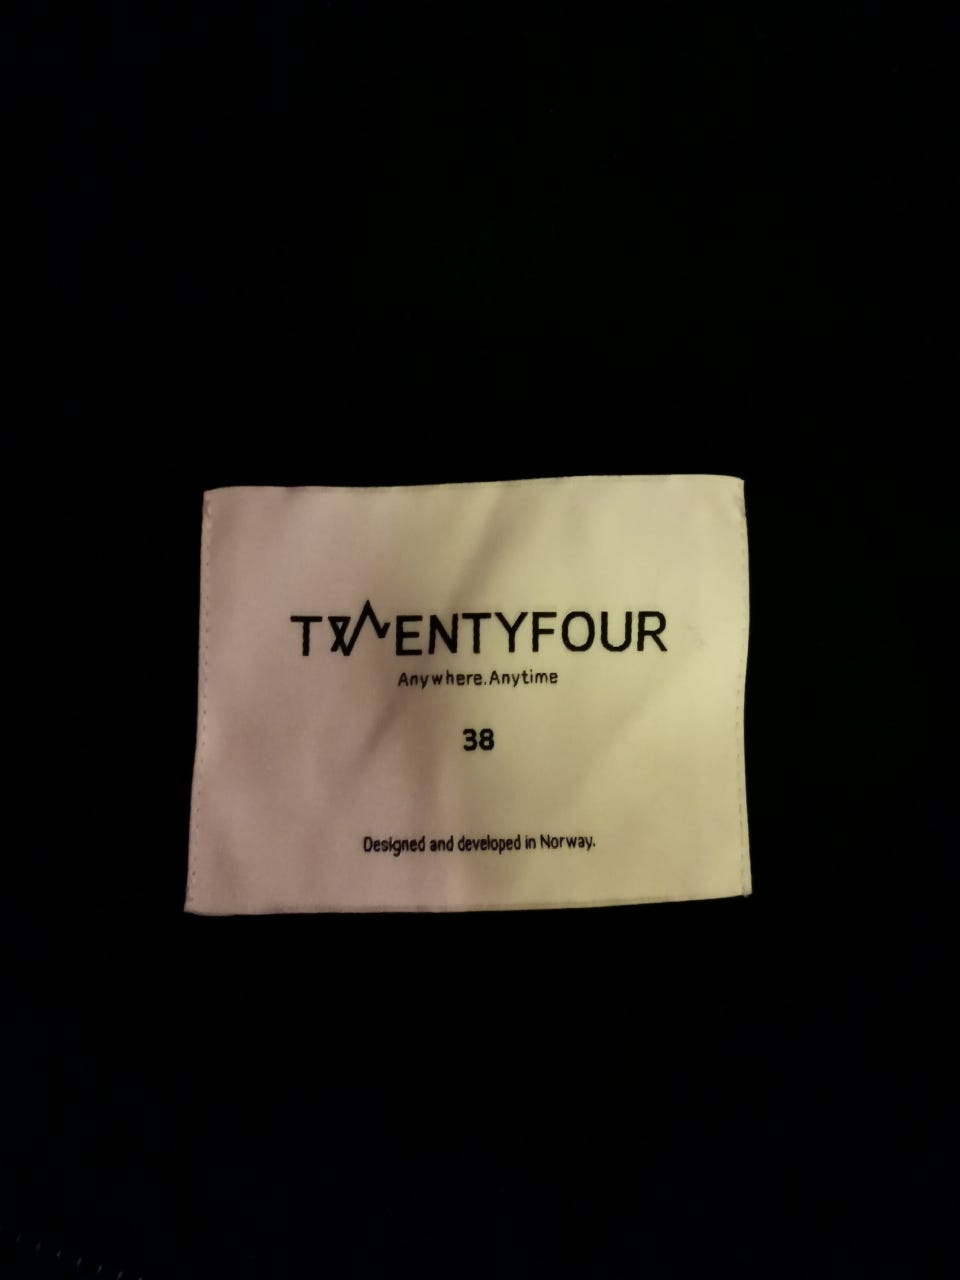 TWENTYFOUR
Anywhere.Anytime
38
Designed and developed in Norway.